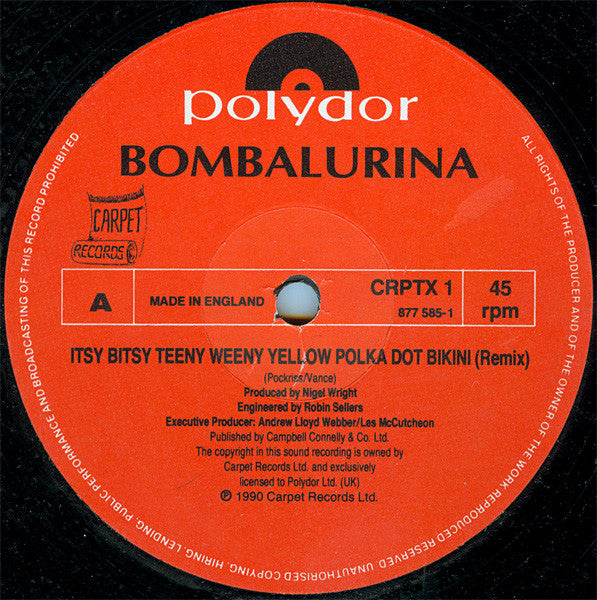 polydor
BOMBALURINA
CARPET
RECORDS
A
MADE IN ENGLAND
CRPTX 1
877 585-1
45
rpm
ITSY BITSY TEENY WEENY YELLOW POLKA DOT BIKINI (Remix)
(Pockriss/Vance)
Produced by Nigel Wright
Engineered by Robin Sellers
Executive Producer: Andrew Lloyd Webber/Les McCutcheon
Published by Campbell Connelly & Co. Ltd.
The copyright in this sound recording is owned by
Carpet Records Ltd. and exclusively
licensed to Polydor Ltd. (UK)
℗ 1990 Carpet Records Ltd.
ALL RIGHTS OF THE PRODUCER AND OF THE OWNER OF THE WORK REPRODUCED RESERVED. UNAUTHORISED COPYING, HIRING, LENDING, PUBLIC PERFORMANCE AND BROADCASTING OF THIS RECORD PROHIBITED